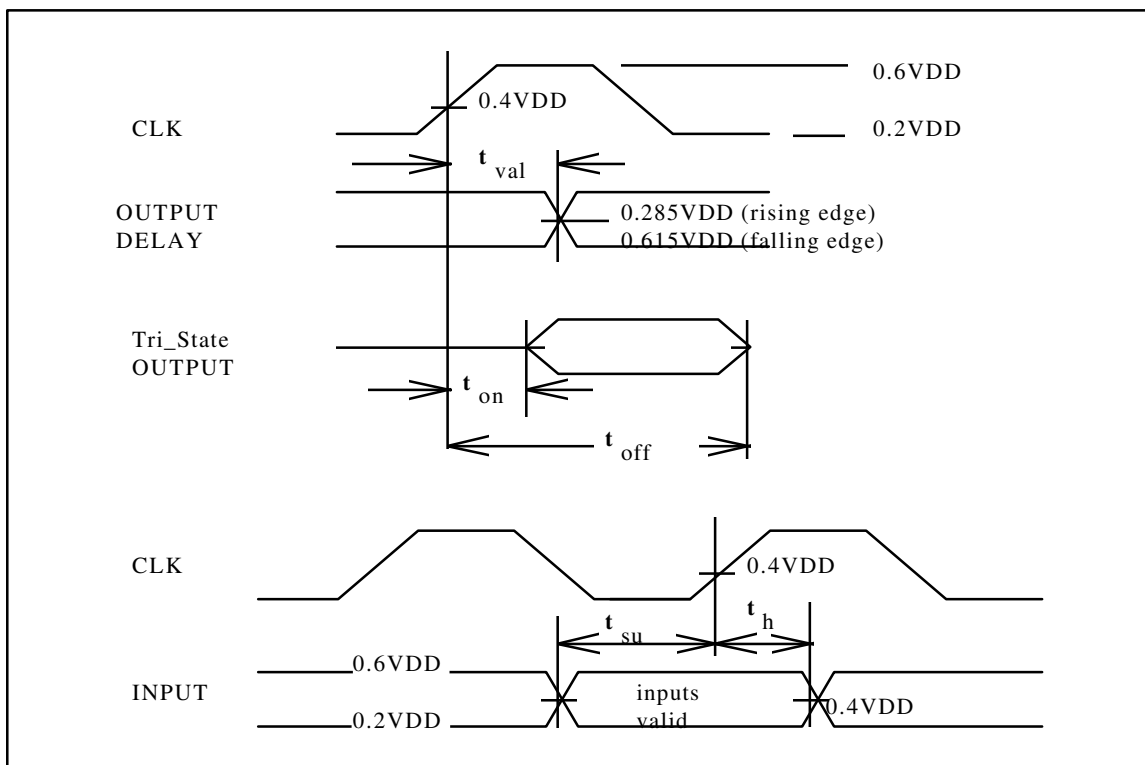 0.6VDD
0.4VDD
CLK
0.2VDD
t val
OUTPUT
DELAY
0.285VDD (rising edge)
0.615VDD (falling edge)
Tri_State
OUTPUT
t on
t off
CLK
0.4VDD
t su
t h
0.6VDD
INPUT
inputs
valid
0.4VDD
0.2VDD